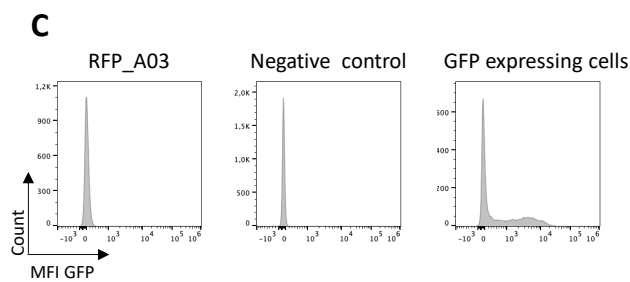 C
RFP_A03
Negative control
GFP expressing cells
1,2K
900
600
300
0
2,0K
1,5K
1,0K
500
0
600
400
200
0
-10³ 0 10³ 10⁴ 10⁵ 10⁶
-10³ 0 10³ 10⁴ 10⁵ 10⁶
-10³ 0 10³ 10⁴ 10⁵ 10⁶
Count
MFI GFP